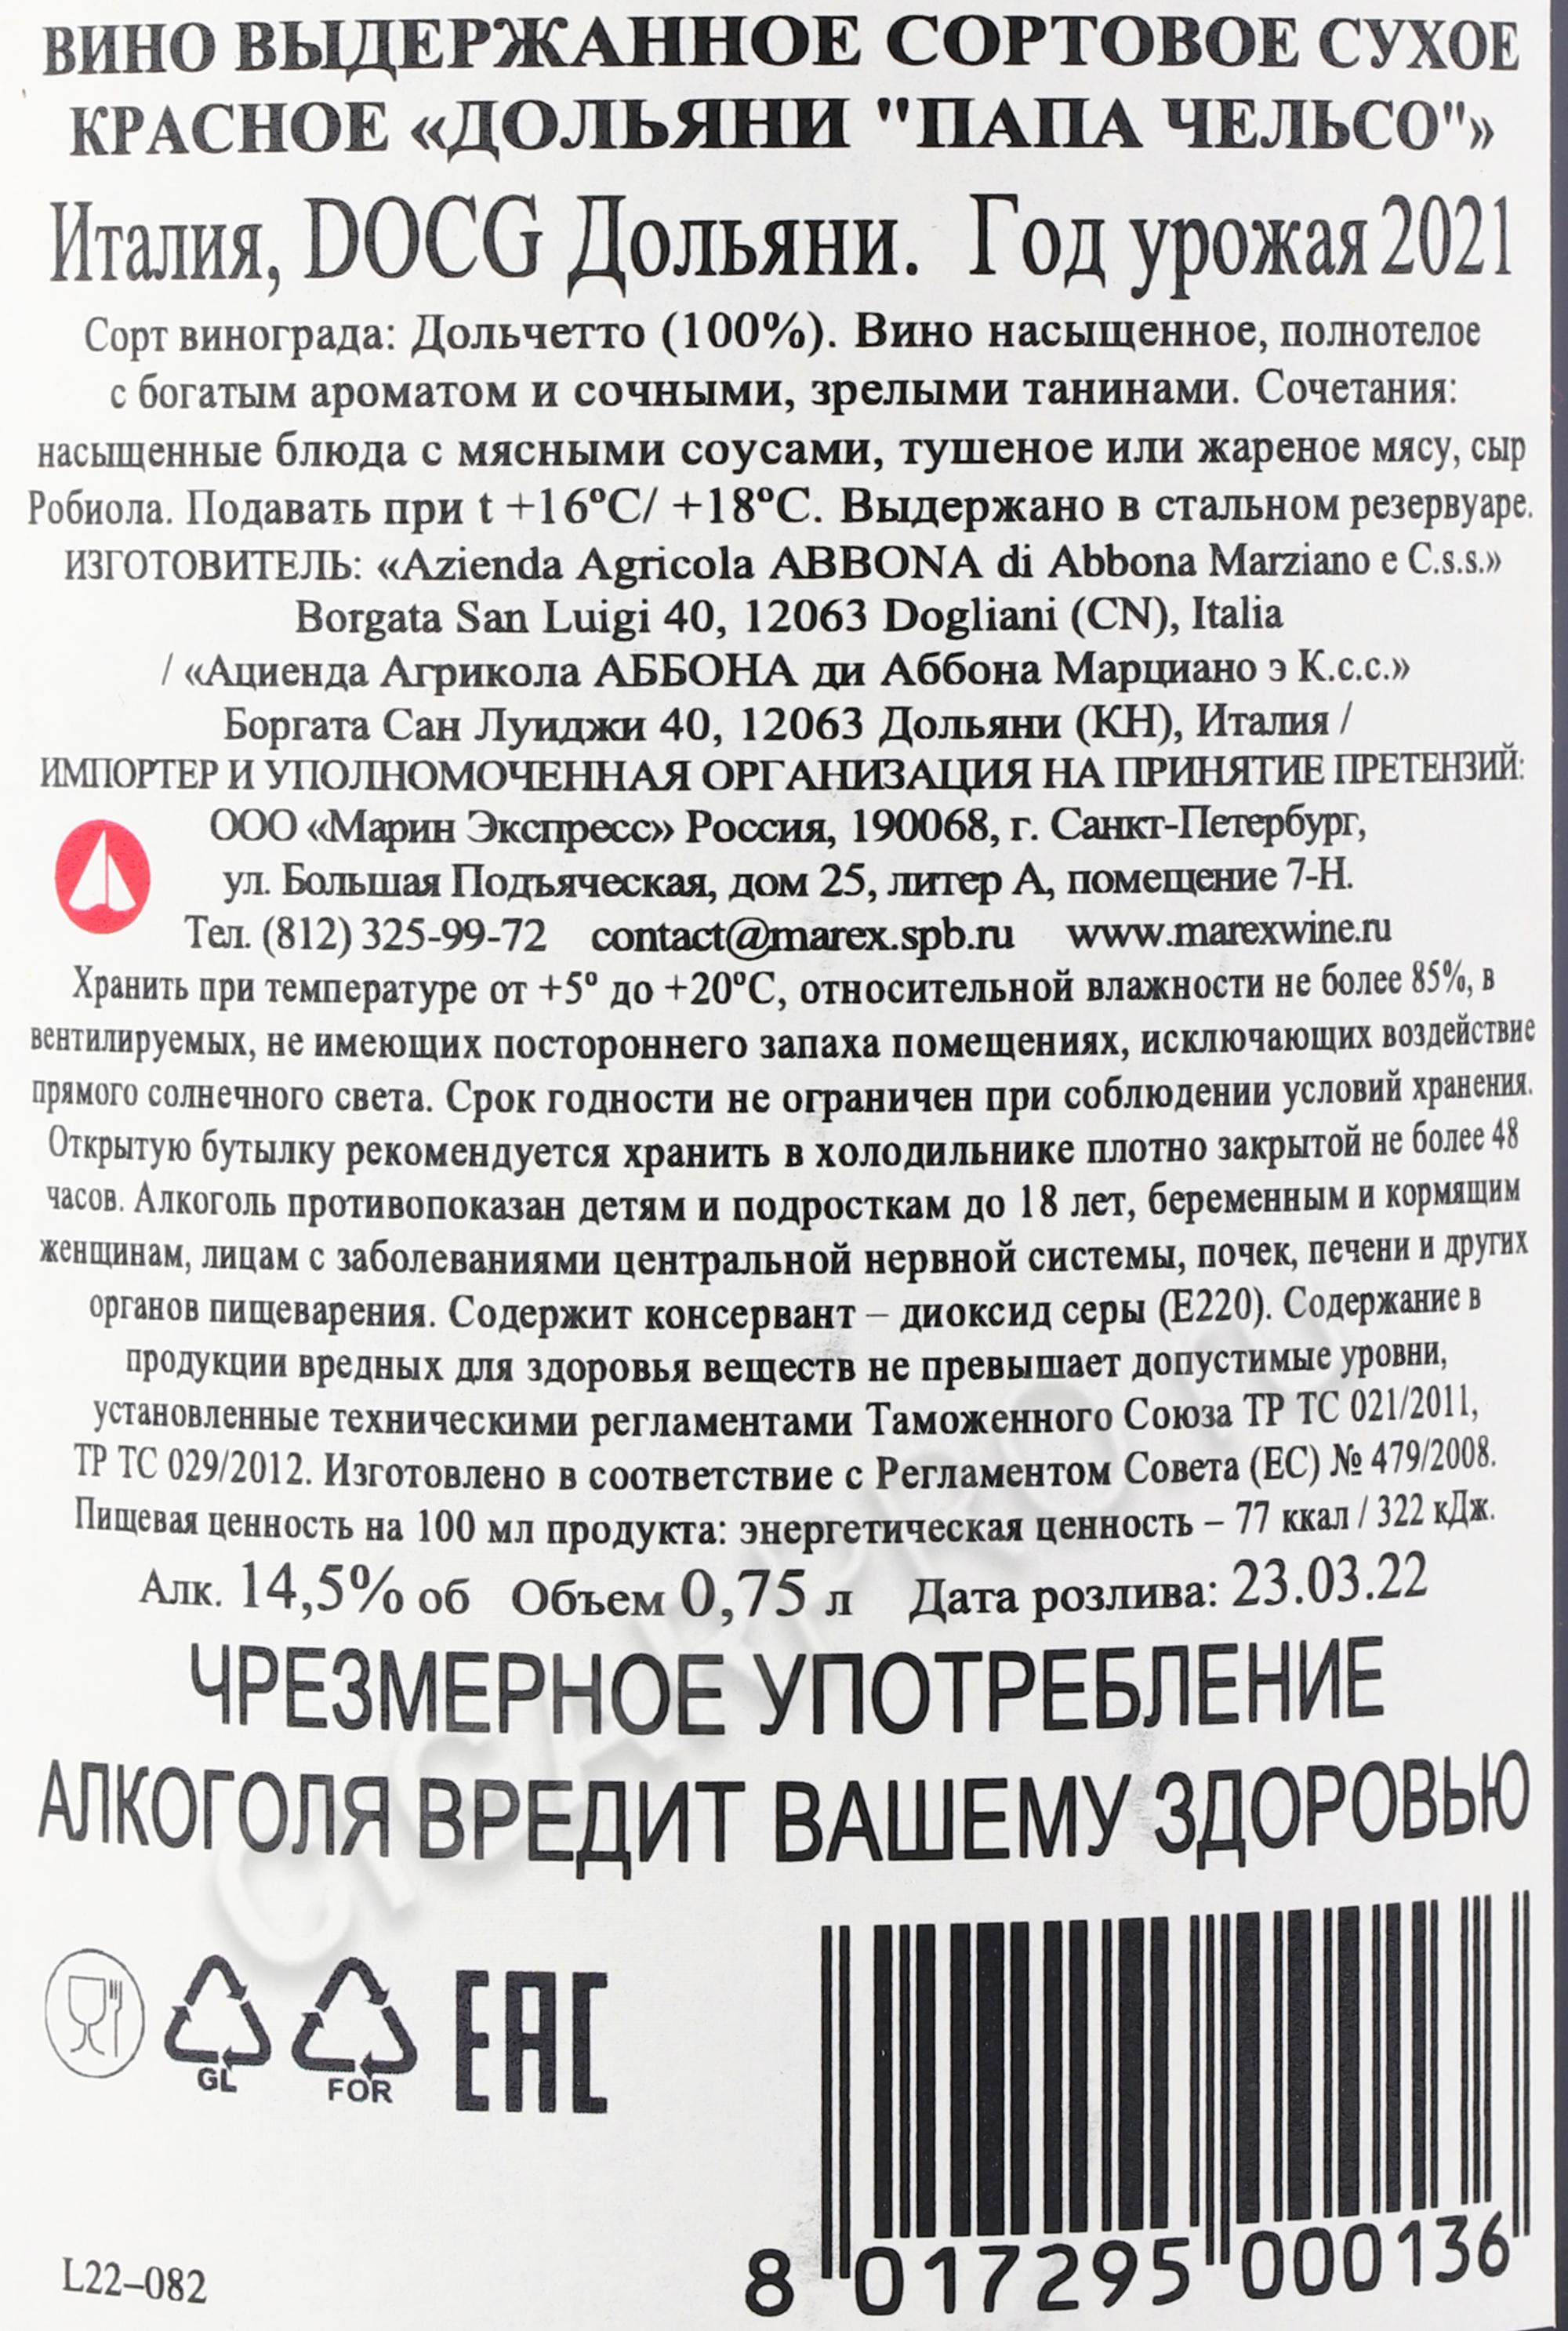 ВИНО ВЫДЕРЖАННОЕ СОРТОВОЕ СУХОЕ
КРАСНОЕ «ДОЛЬЯНИ "ПАПА ЧЕЛЬСО"»
Италия, DOCG Дольяни. Год урожая 2021
Сорт винограда: Дольчетто (100%). Вино насыщенное, полнотелое
с богатым ароматом и сочными, зрелыми танинами. Сочетания:
насыщенные блюда с мясными соусами, тушеное или жареное мясу, сыр
Робиола. Подавать при t +16°С/ +18°С. Выдержано в стальном резервуаре.
ИЗГОТОВИТЕЛЬ: «Azienda Agricola ABBONA di Abbona Marziano e C.s.s.»
Borgata San Luigi 40, 12063 Dogliani (CN), Italia
/ «Ациенда Агрикола АББОНА ди Аббона Марциано э К.с.с.»
Боргата Сан Луиджи 40, 12063 Дольяни (КН), Италия /
ИМПОРТЕР И УПОЛНОМОЧЕННАЯ ОРГАНИЗАЦИЯ НА ПРИНЯТИЕ ПРЕТЕНЗИЙ:
ООО «Марин Экспресс» Россия, 190068, г. Санкт-Петербург,
ул. Большая Подъяческая, дом 25, литер А, помещение 7-Н.
Тел. (812) 325-99-72 contact@marex.spb.ru www.marexwine.ru
Хранить при температуре от +5° до +20°С, относительной влажности не более 85%, в
вентилируемых, не имеющих постороннего запаха помещениях, исключающих воздействие
прямого солнечного света. Срок годности не ограничен при соблюдении условий хранения.
Открытую бутылку рекомендуется хранить в холодильнике плотно закрытой не более 48
часов. Алкоголь противопоказан детям и подросткам до 18 лет, беременным и кормящим
женщинам, лицам с заболеваниями центральной нервной системы, почек, печени и других
органов пищеварения. Содержит консервант – диоксид серы (Е220). Содержание в
продукции вредных для здоровья веществ не превышает допустимые уровни,
установленные техническими регламентами Таможенного Союза ТР ТС 021/2011,
ТР ТС 029/2012. Изготовлено в соответствие с Регламентом Совета (ЕС) № 479/2008.
Пищевая ценность на 100 мл продукта: энергетическая ценность – 77 ккал / 322 кДж.
Алк. 14,5% об Объем 0,75 л Дата розлива: 23.03.22
ЧРЕЗМЕРНОЕ УПОТРЕБЛЕНИЕ
АЛКОГОЛЯ ВРЕДИТ ВАШЕМУ ЗДОРОВЬЮ
GL FOR EAC
L22–082
8 017295 000136
CIGARPRO.ru